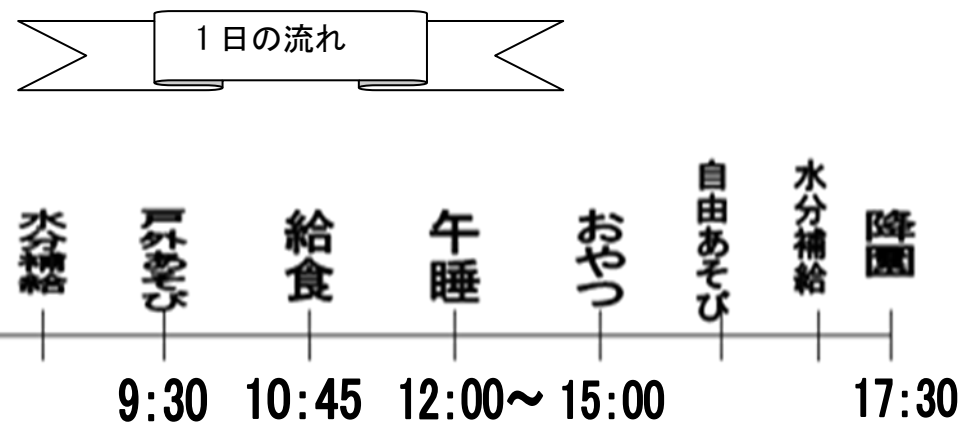 1日の流れ
水分補給
戸外あそび
給食
午睡
おやつ
自由あそび
水分補給
降園
9:30 10:45 12:00～ 15:00 17:30